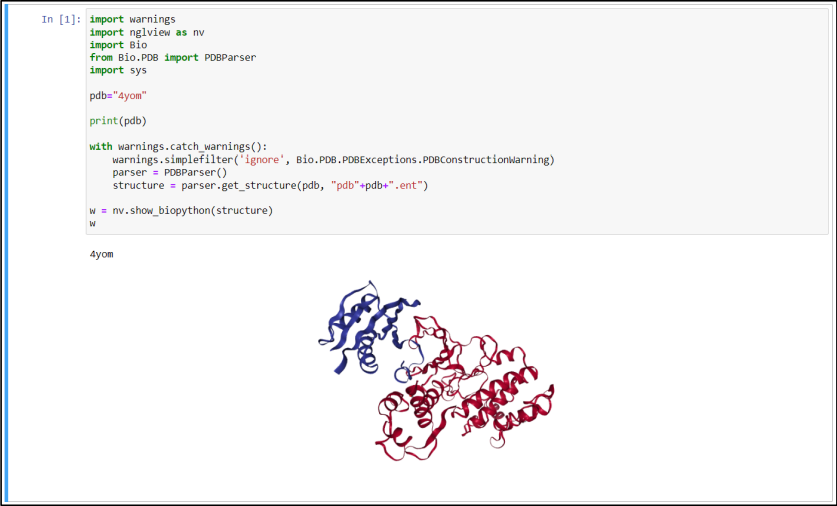 In [1]: import warnings
import nglview as nv
import Bio
from Bio.PDB import PDBParser
import sys
pdb="4yom"
print(pdb)
with warnings.catch_warnings():
    warnings.simplefilter('ignore', Bio.PDB.PDBExceptions.PDBConstructionWarning)
    parser = PDBParser()
    structure = parser.get_structure(pdb, "pdb"+pdb+".ent")
w = nv.show_biopython(structure)
w
4yom